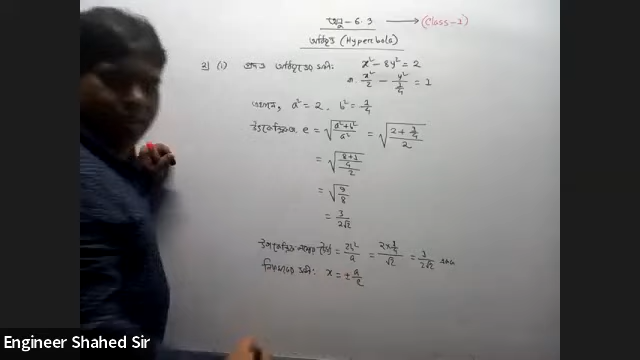 অনু - 6.3 → (Class-1)
অধিবৃত্ত (Hyperbola)
2) (i) প্রদত্ত অধিবৃত্তের সমী: x² - 8y² = 2
বা, x²/2 - y²/¼ = 1
এখানে, a² = 2, b² = ¼
উৎকেন্দ্রিকতা, e = √((a²+b²)/a²) = √((2+¼)/2)
= √(((8+1)/4)/2)
= √(9/8)
= 3/(2√2)
উপকেন্দ্রিক লম্বের দৈর্ঘ্য = 2b²/a = (2×¼)/√2 = 1/(2√2)
নিয়ামকের সমী: x = ± a/e
Engineer Shahed Sir